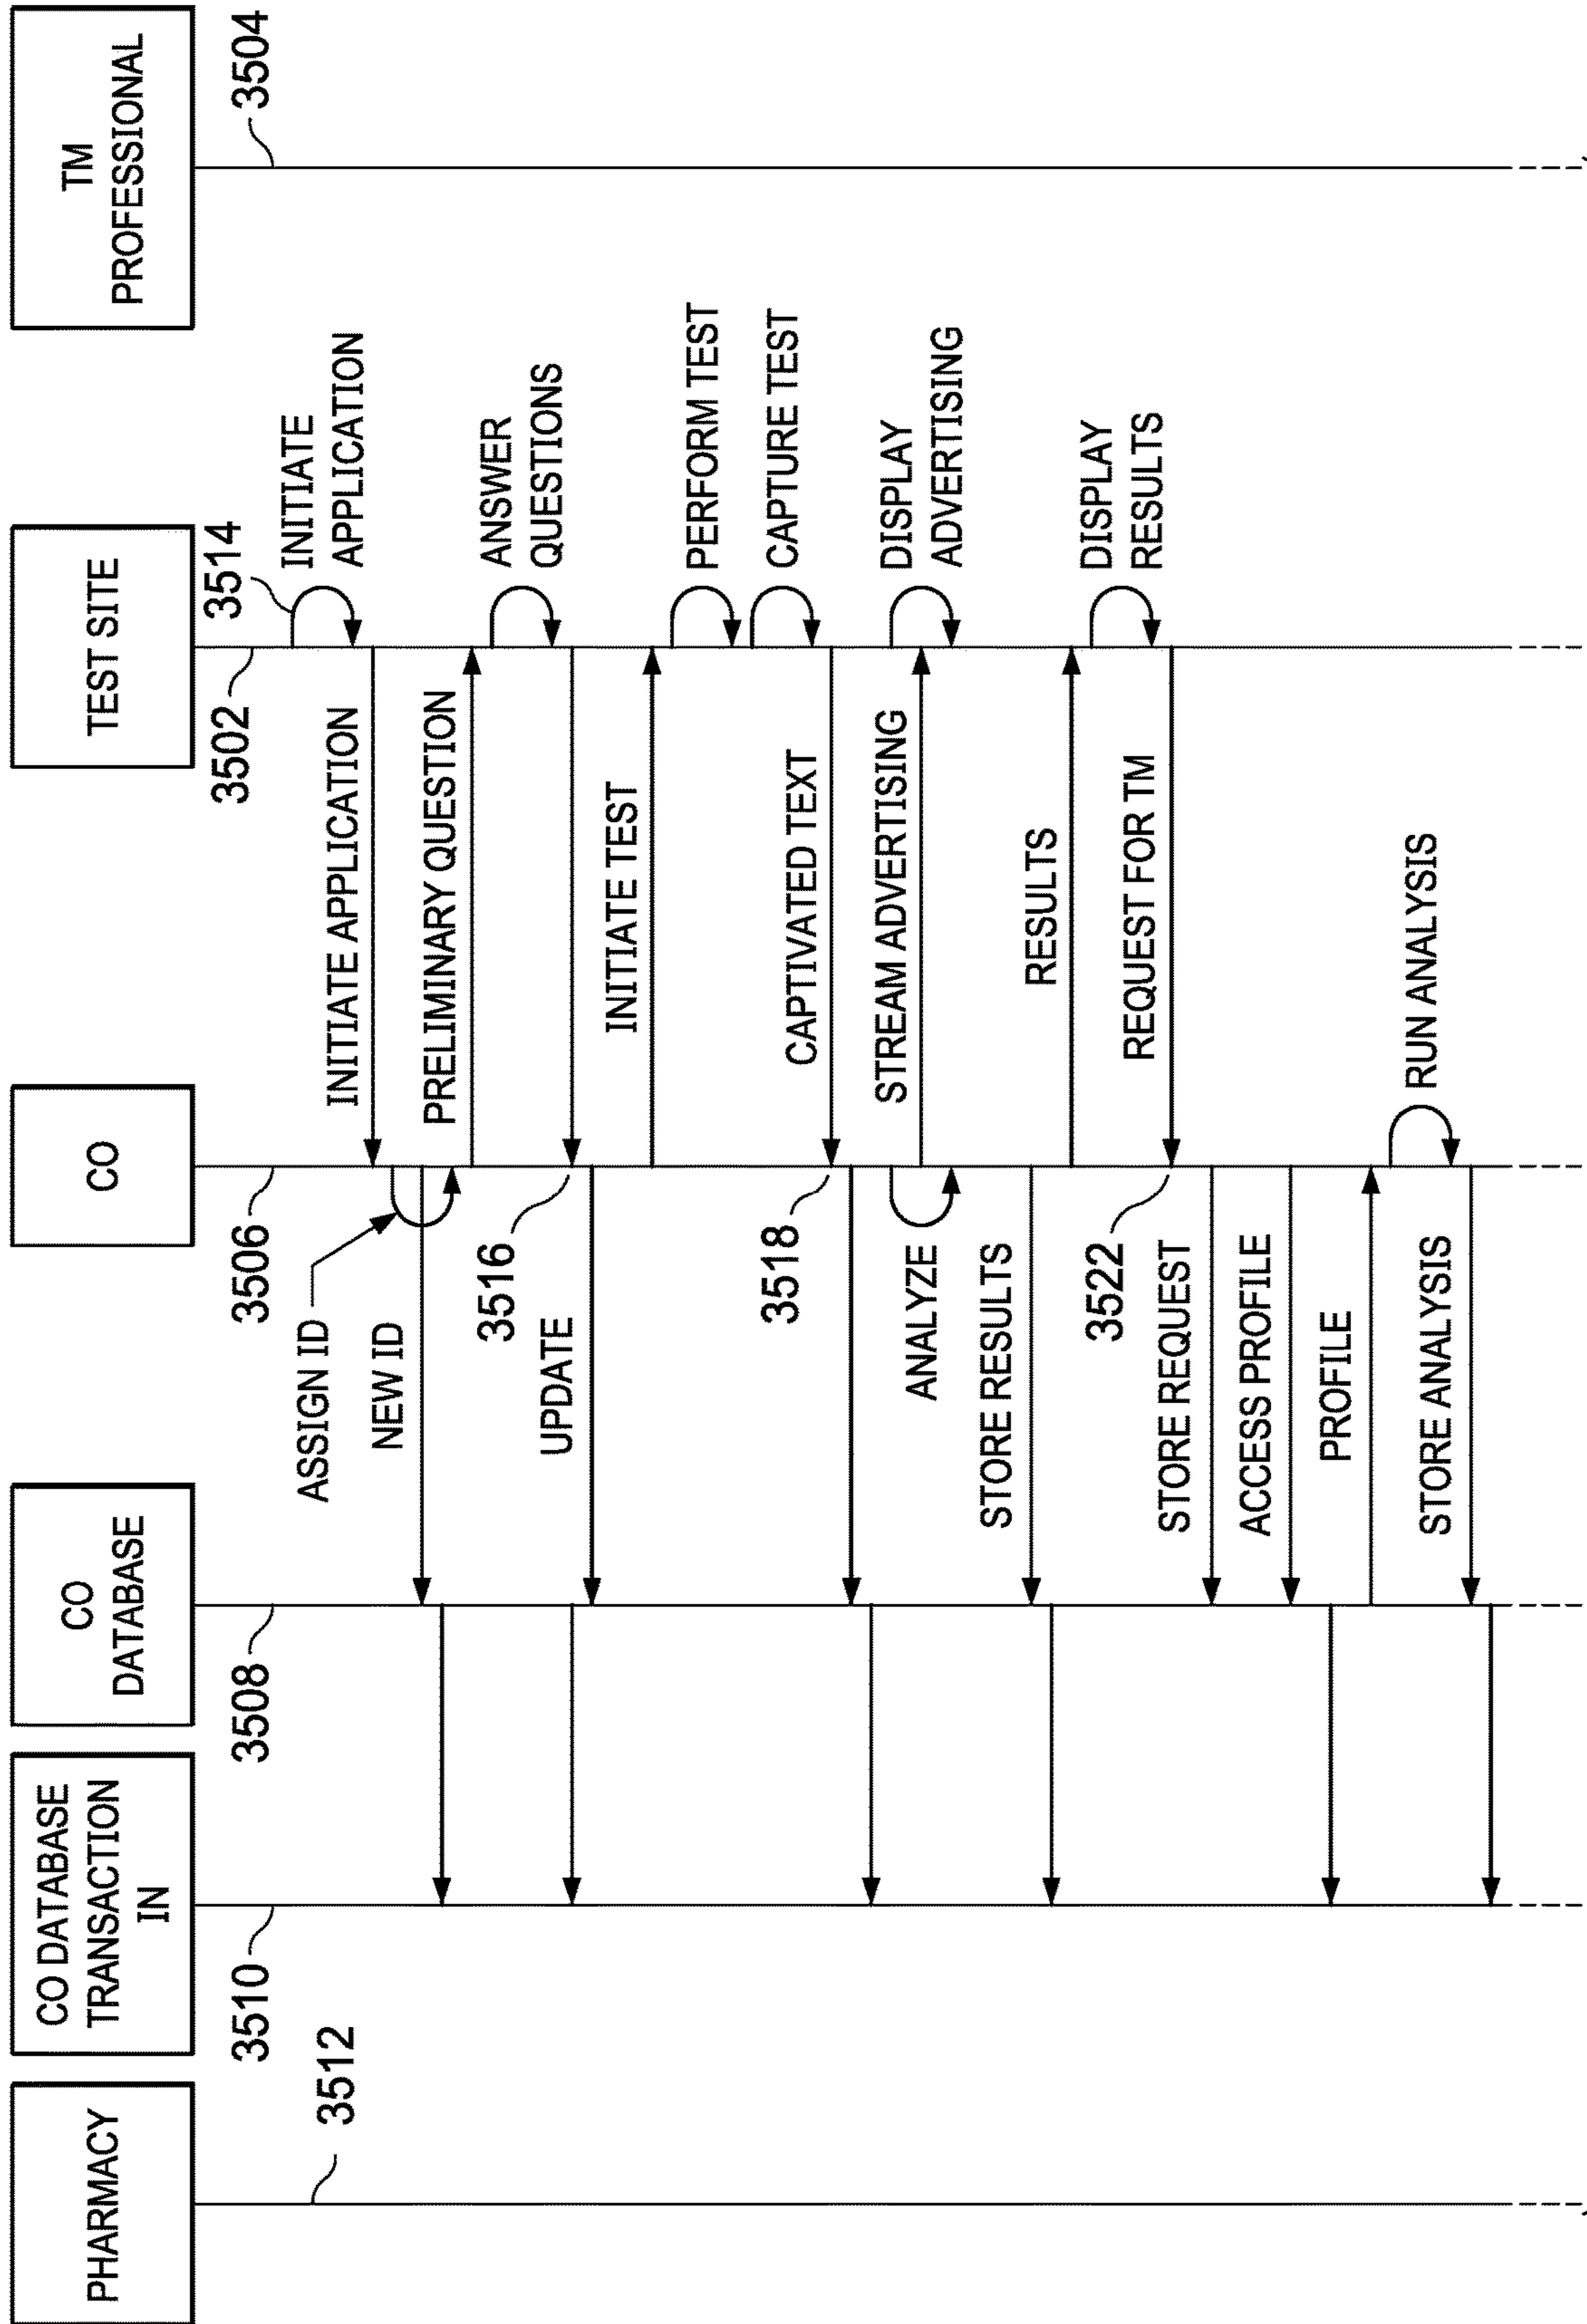 PHARMACY
CO DATABASE
TRANSACTION
IN
CO
DATABASE
CO
TEST SITE
TM
PROFESSIONAL
3512
3510
3508
3506
3502
3514
3504
INITIATE
APPLICATION
INITIATE APPLICATION
ASSIGN ID
NEW ID
PRELIMINARY QUESTION
ANSWER
QUESTIONS
3516
UPDATE
INITIATE TEST
PERFORM TEST
CAPTURE TEST
CAPTIVATED TEXT
3518
STREAM ADVERTISING
DISPLAY
ADVERTISING
ANALYZE
STORE RESULTS
RESULTS
DISPLAY
RESULTS
REQUEST FOR TM
3522
STORE REQUEST
ACCESS PROFILE
PROFILE
RUN ANALYSIS
STORE ANALYSIS